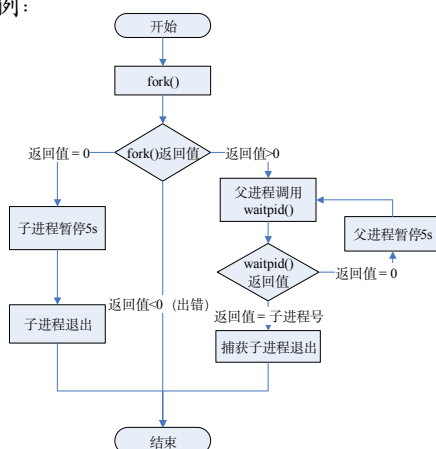 例：
开始
fork()
fork()返回值
返回值 = 0
返回值>0
父进程调用
waitpid()
子进程暂停5s
父进程暂停5s
waitpid()
返回值
返回值 = 0
返回值<0 （出错）
返回值 = 子进程号
子进程退出
捕获子进程退出
结束